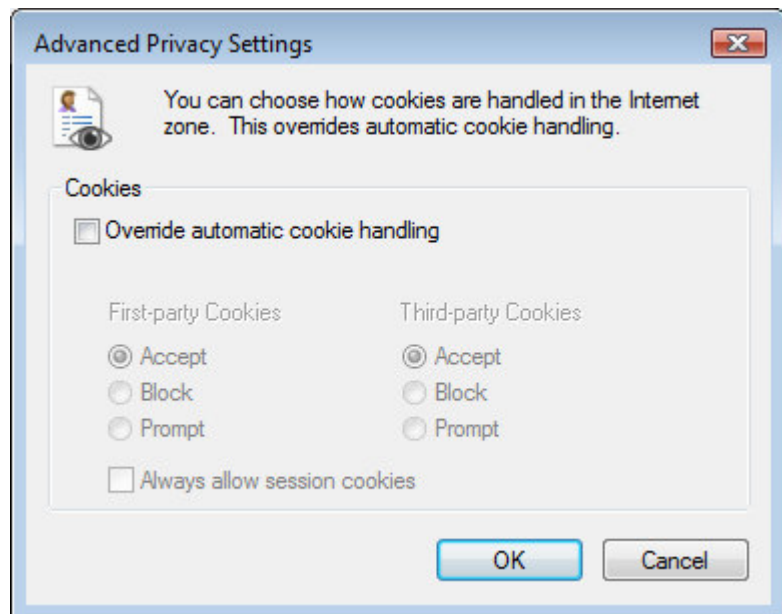 Advanced Privacy Settings
You can choose how cookies are handled in the Internet
zone. This overrides automatic cookie handling.
Cookies
Override automatic cookie handling
First-party Cookies Third-party Cookies
Accept Accept
Block Block
Prompt Prompt
Always allow session cookies
OK Cancel